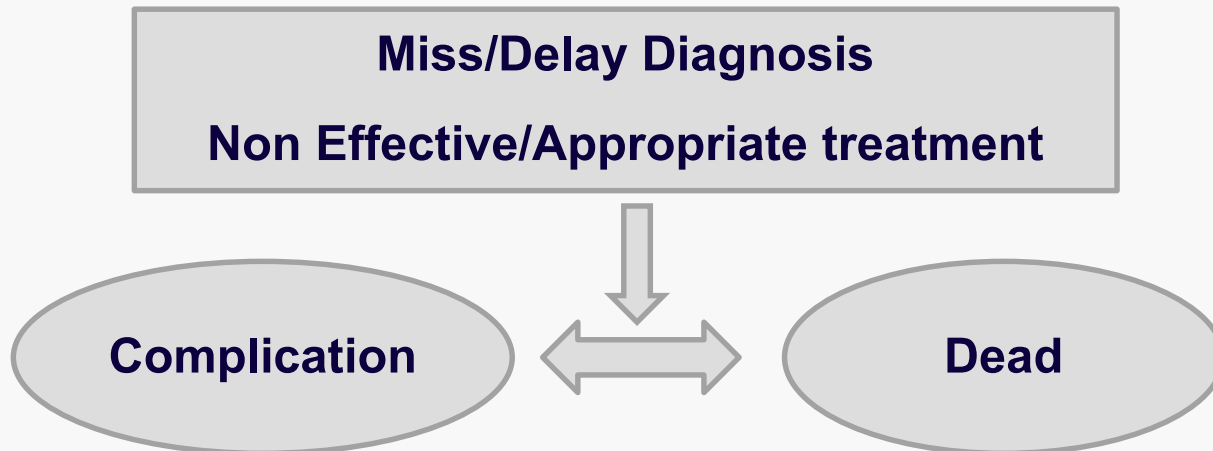 Miss/Delay Diagnosis
Non Effective/Appropriate treatment
Complication
Dead